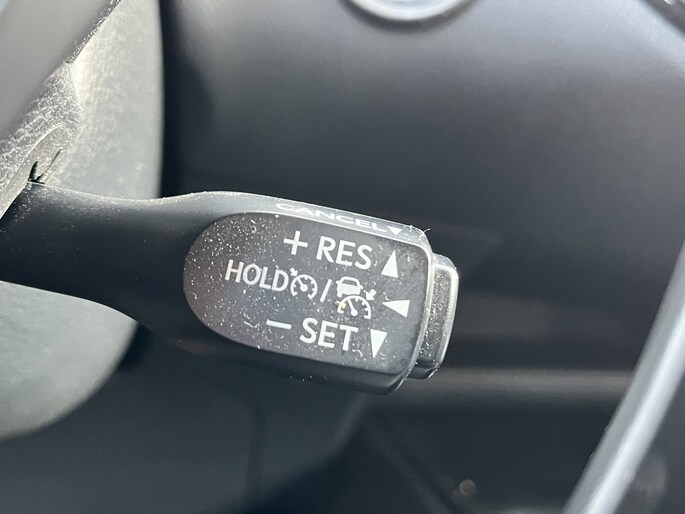 CANCEL
+ RES
HOLD /
− SET